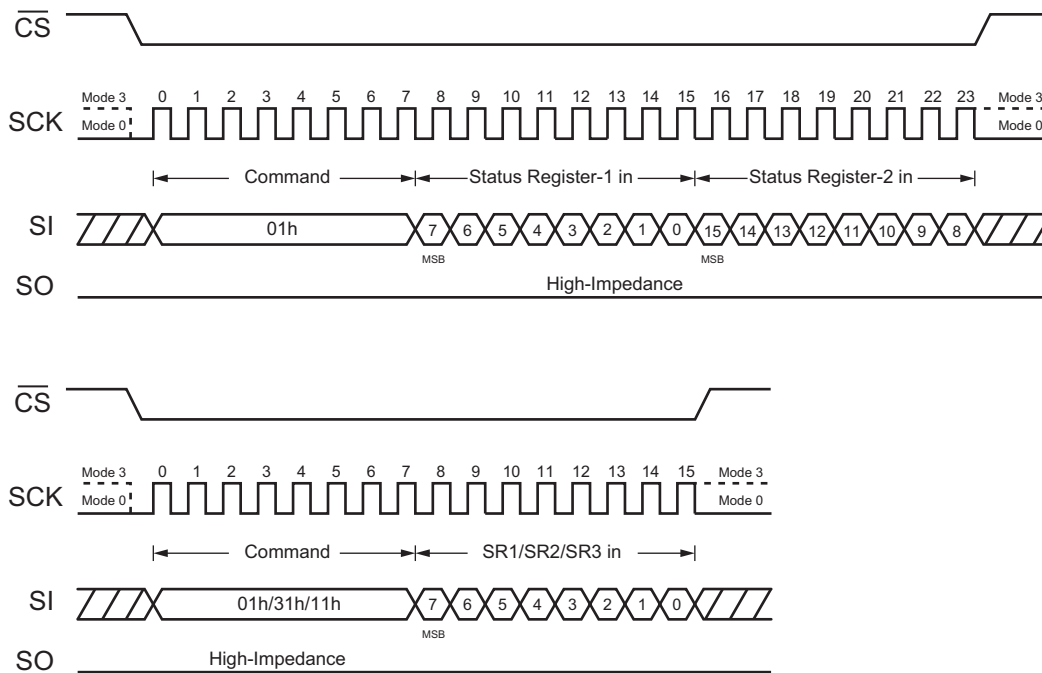 CS
Mode 3 0 1 2 3 4 5 6 7 8 9 10 11 12 13 14 15 16 17 18 19 20 21 22 23 Mode 3
SCK Mode 0 Mode 0
Command Status Register-1 in Status Register-2 in
SI 01h 7 6 5 4 3 2 1 0 15 14 13 12 11 10 9 8
MSB MSB
SO High-Impedance
CS
Mode 3 0 1 2 3 4 5 6 7 8 9 10 11 12 13 14 15 Mode 3
SCK Mode 0 Mode 0
Command SR1/SR2/SR3 in
SI 01h/31h/11h 7 6 5 4 3 2 1 0
MSB
SO High-Impedance